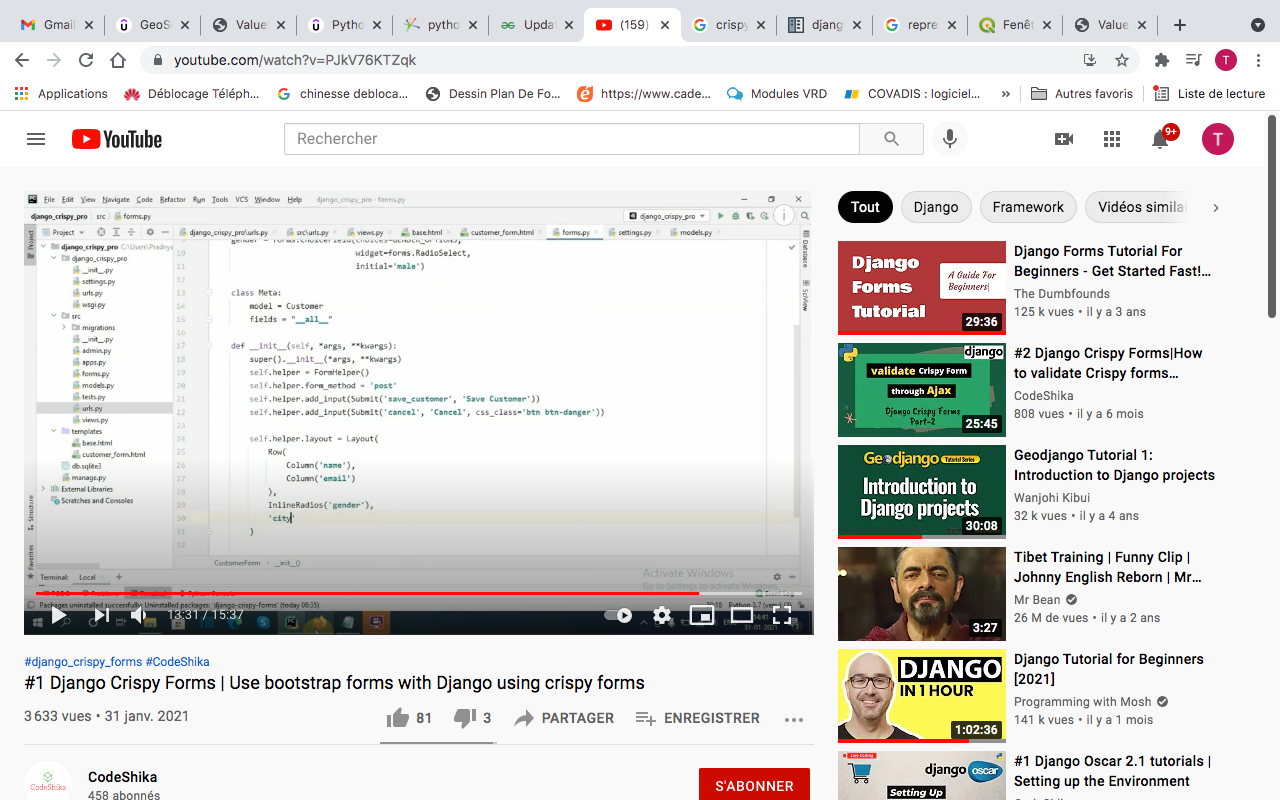 Gmail
GeoS
Value
Pytho
pytho
Updat
(159)
crispy
djang
repre
Fenêt
Value
youtube.com/watch?v=PJkV76KTZqk
T
Applications
Déblocage Téléph...
chinesse debloca...
Dessin Plan De Fo...
https://www.cade...
Modules VRD
COVADIS : logiciel...
»
Autres favoris
Liste de lecture
YouTube
Rechercher
9+
T
File Edit View Navigate Code Refactor Run Tools VCS Window Help django_crispy_pro - forms.py
django_crispy_pro src forms.py
django_crispy_pro
Project
django_crispy_pro\urls.py
src\urls.py
views.py
base.html
customer_form.html
forms.py
settings.py
models.py
django_crispy_pro C:\Users\Pradnya
django_crispy_pro
__init__.py
settings.py
urls.py
wsgi.py
src
migrations
__init__.py
admin.py
apps.py
forms.py
models.py
tests.py
urls.py
views.py
templates
base.html
customer_form.html
db.sqlite3
manage.py
External Libraries
Scratches and Consoles
Project
Structure
Favorites
Database
SciView
10 widget=forms.RadioSelect,
11 initial='male')
12
13 class Meta:
14 model = Customer
15 fields = "__all__"
16
17 def __init__(self, *args, **kwargs):
18 super().__init__(*args, **kwargs)
19 self.helper = FormHelper()
20 self.helper.form_method = 'post'
21 self.helper.add_input(Submit('save_customer', 'Save Customer'))
22 self.helper.add_input(Submit('cancel', 'Cancel', css_class='btn btn-danger'))
23
24 self.helper.layout = Layout(
25 Row(
26 Column('name'),
27 Column('email')
28 ),
29 InlineRadios('gender'),
30 'city'
31 )
32
CustomerForm __init__()
Terminal: Local +
Activate Windows
Go to Settings to activate Windows.
Event Log
Packages uninstalled successfully: Uninstalled packages: 'django-crispy-forms' (today 08:35)
13:31 / 15:37
31-01-2021
#django_crispy_forms #CodeShika
#1 Django Crispy Forms | Use bootstrap forms with Django using crispy forms
3 633 vues • 31 janv. 2021
81
3
PARTAGER
ENREGISTRER
CodeShika
CodeShika
458 abonnés
S'ABONNER
Tout
Django
Framework
Vidéos similai
Django
Forms
Tutorial
A Guide For
Beginners|
29:36
Django Forms Tutorial For
Beginners - Get Started Fast!...
The Dumbfounds
125 k vues • il y a 3 ans
django
validate Crispy Form
through Ajax
Django Crispy Forms
Part-2
25:45
#2 Django Crispy Forms|How
to validate Crispy forms...
CodeShika
808 vues • il y a 6 mois
Geodjango Tutorial Series
Introduction to
Django projects
30:08
Geodjango Tutorial 1:
Introduction to Django projects
Wanjohi Kibui
32 k vues • il y a 4 ans
3:27
Tibet Training | Funny Clip |
Johnny English Reborn | Mr...
Mr Bean
26 M de vues • il y a 2 ans
DJANGO
IN 1 HOUR
1:02:36
Django Tutorial for Beginners
[2021]
Programming with Mosh
141 k vues • il y a 1 mois
django oscar
Setting Up
#1 Django Oscar 2.1 tutorials |
Setting up the Environment